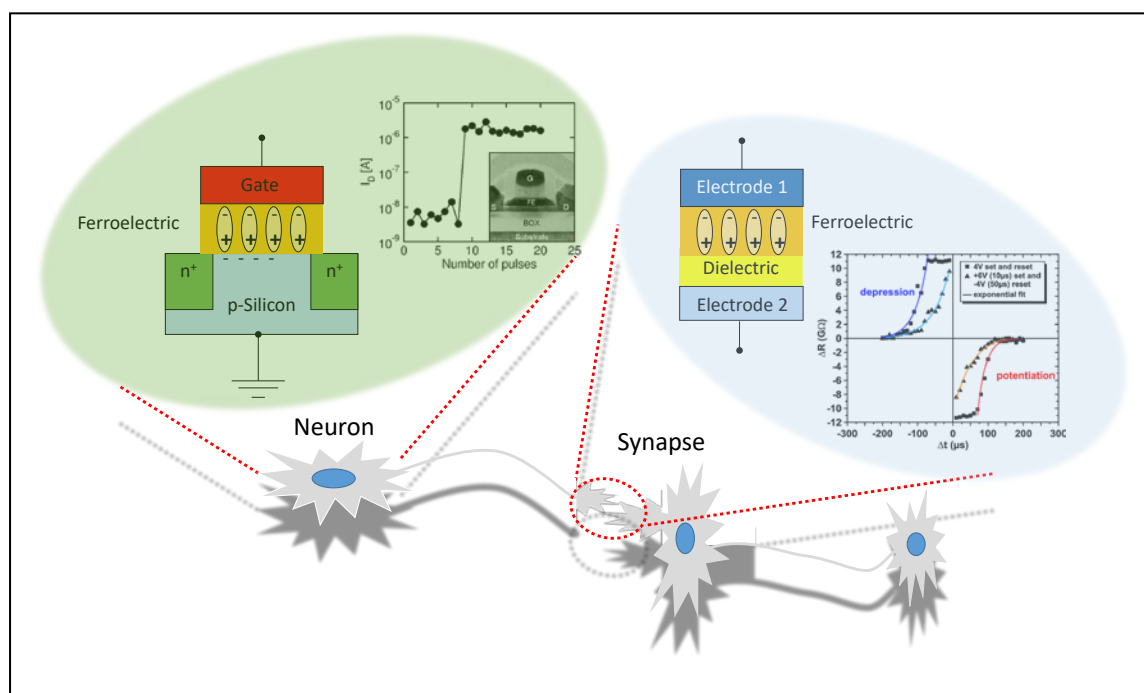 Gate
Ferroelectric
n+
n+
p-Silicon
10-5
10-6
10-7
10-8
10-9
ID [A]
0
5
10
15
20
25
Number of pulses
G
S
FE
D
BOX
Substrate
Electrode 1
Ferroelectric
Dielectric
Electrode 2
12
10
8
6
4
2
0
-2
-4
-6
-8
-10
-12
ΔR (GΩ)
depression
4V set and reset
+6V (10µs) set and
-4V (50µs) reset
exponential fit
potentiation
-300
-200
-100
0
100
200
300
Δt (µs)
Neuron
Synapse